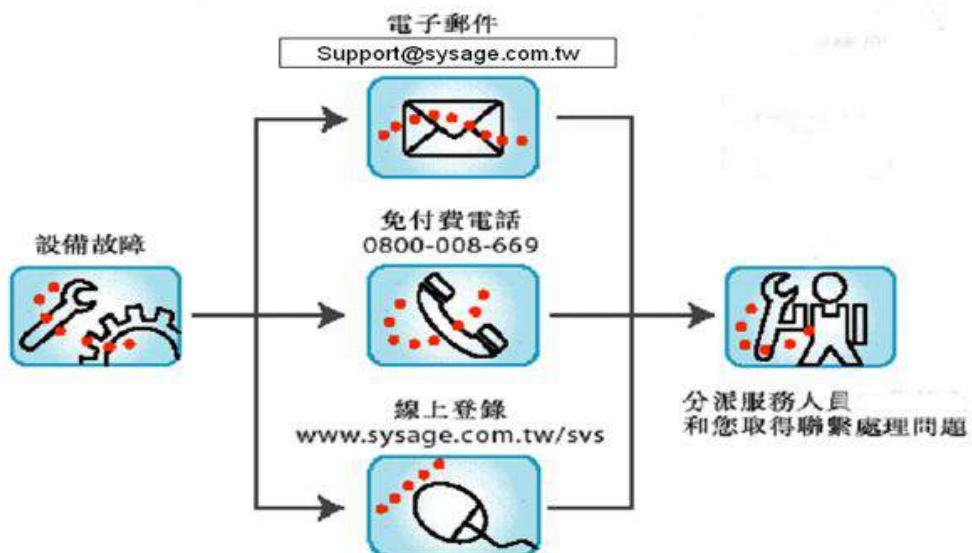 電子郵件
Support@sysage.com.tw
設備故障
免付費電話
0800-008-669
線上登錄
www.sysage.com.tw/svs
分派服務人員
和您取得聯繫處理問題